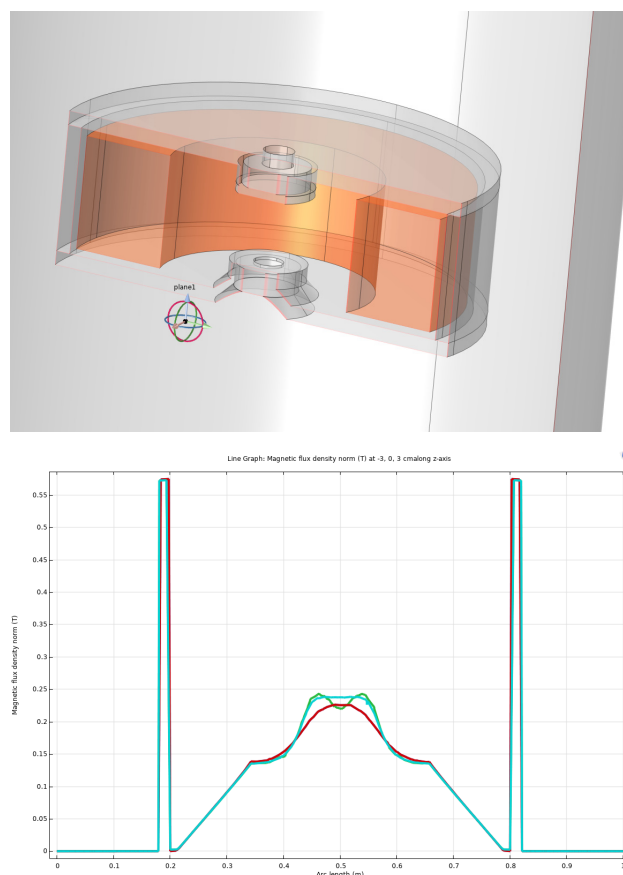 plane1
Line Graph: Magnetic flux density norm (T) at -3, 0, 3 cmalong z-axis
Magnetic flux density norm (T)
0.55
0.5
0.45
0.4
0.35
0.3
0.25
0.2
0.15
0.1
0.05
0
0 0.1 0.2 0.3 0.4 0.5 0.6 0.7 0.8 0.9
Arc length (m)